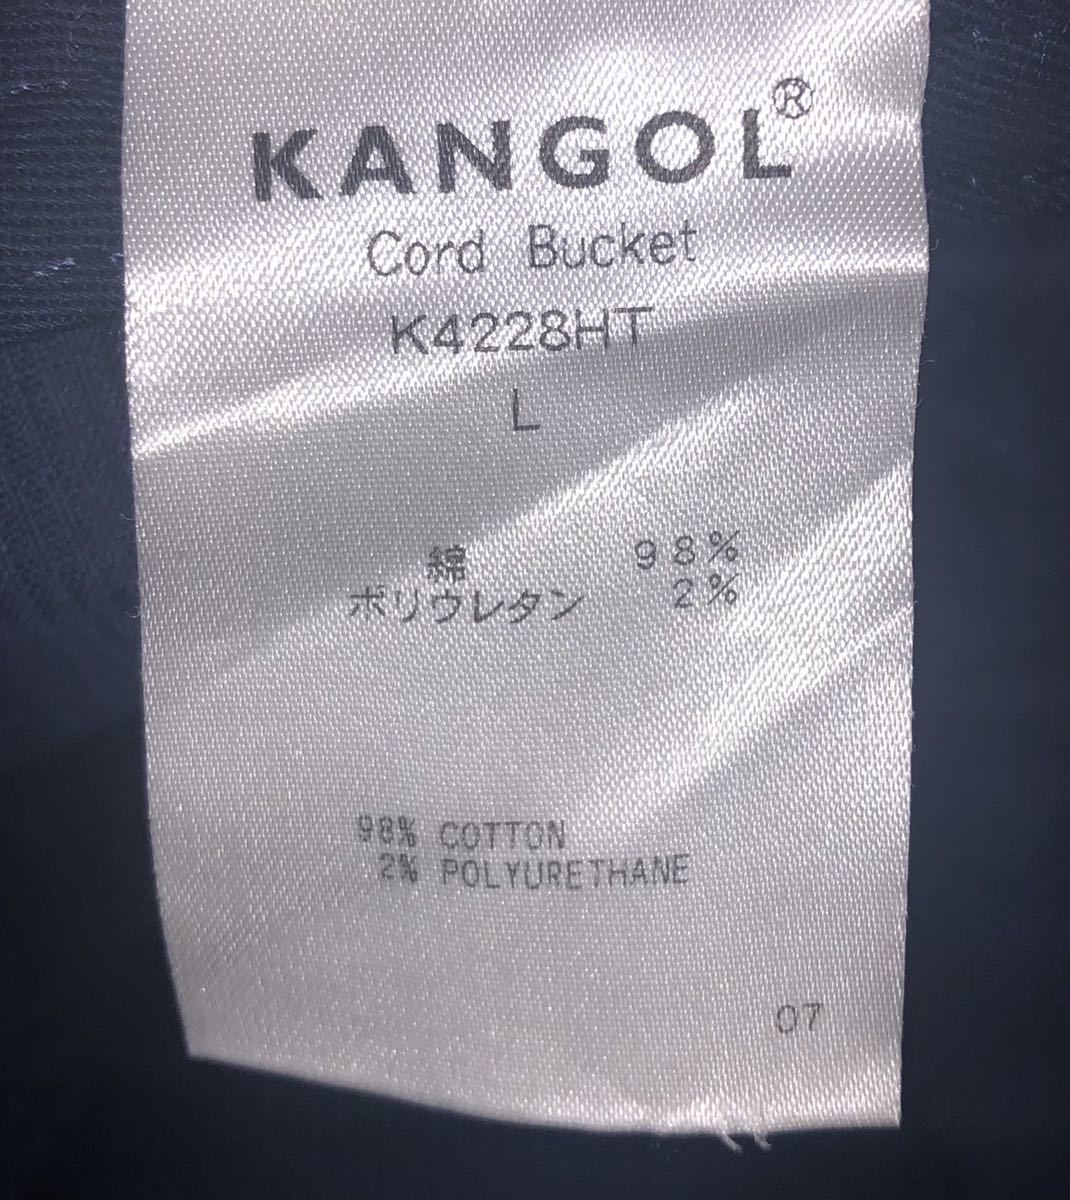 KANGOL®
Cord Bucket
K4228HT
L
綿 98%
ポリウレタン 2%
98% COTTON
2% POLYURETHANE
07